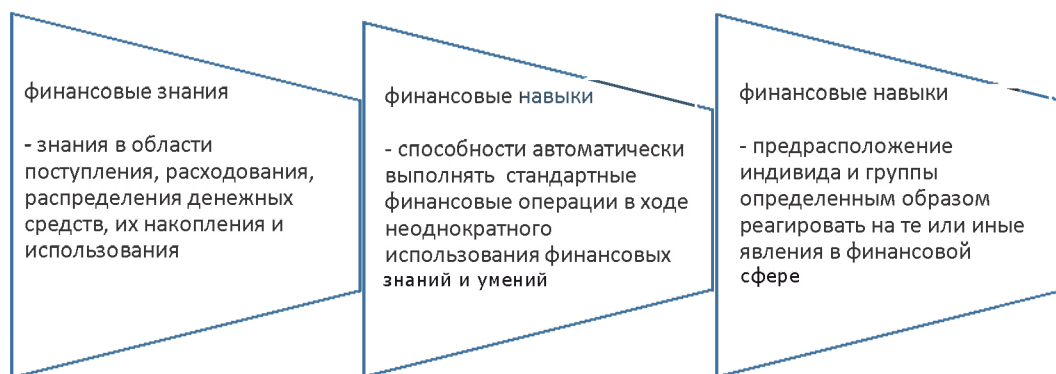 финансовые знания
- знания в области
поступления, расходования,
распределения денежных
средств, их накопления и
использования
финансовые навыки
- способности автоматически
выполнять стандартные
финансовые операции в ходе
неоднократного
использования финансовых
знаний и умений
финансовые навыки
- предрасположение
индивида и группы
определенным образом
реагировать на те или иные
явления в финансовой
сфере